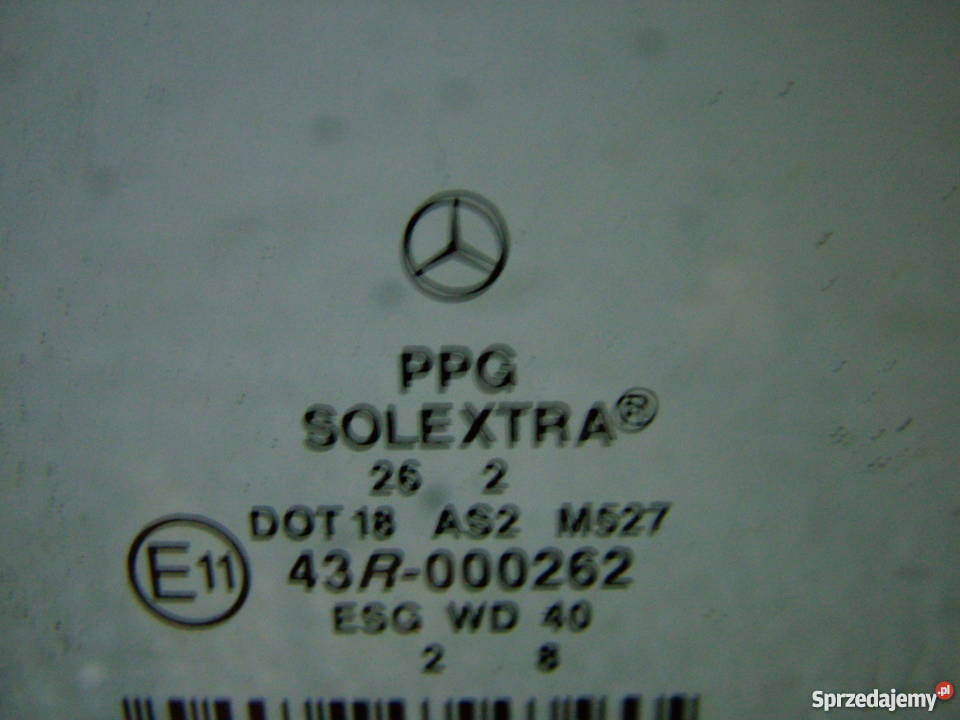 PPG
SOLEXTRA®
26 2
DOT 18 AS2 M527
E11 43R-000262
ESG WD 40
2 8
Sprzedajemy.pl